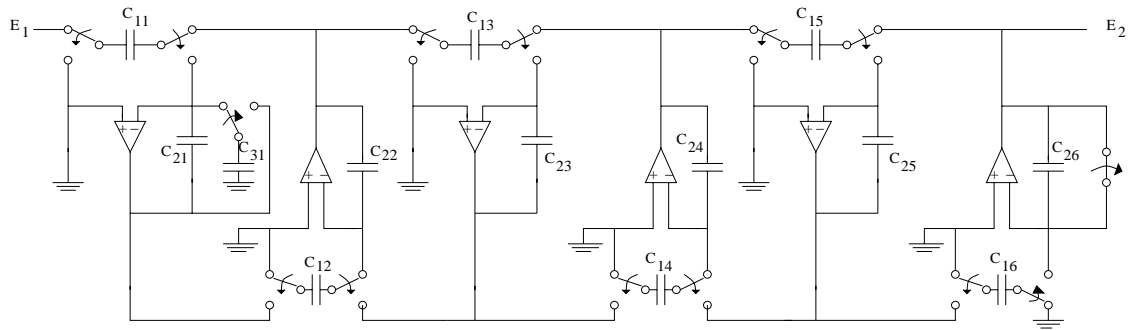 E1 C11 C13 C15 E2
C21 C31 C22 C23 C24 C25 C26
C12 C14 C16
+ - + - + -
+ - + - + -